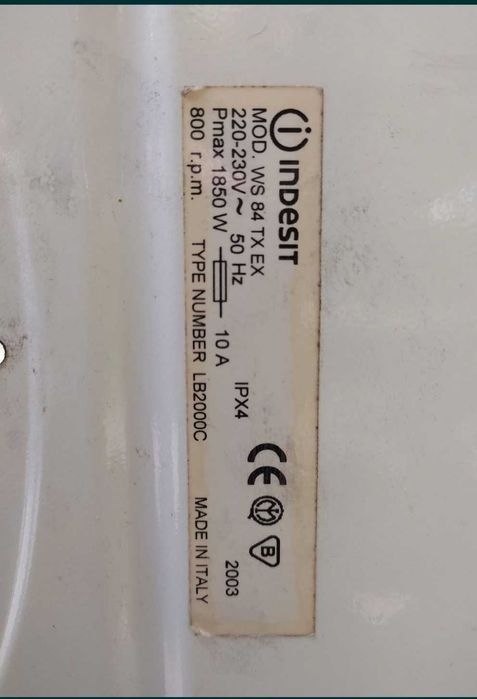 indesit
MOD. WS 84 TX EX
220-230V~ 50 Hz IPX4
Pmax 1850 W 10 A 2003
800 r.p.m. TYPE NUMBER LB2000C MADE IN ITALY
CE B